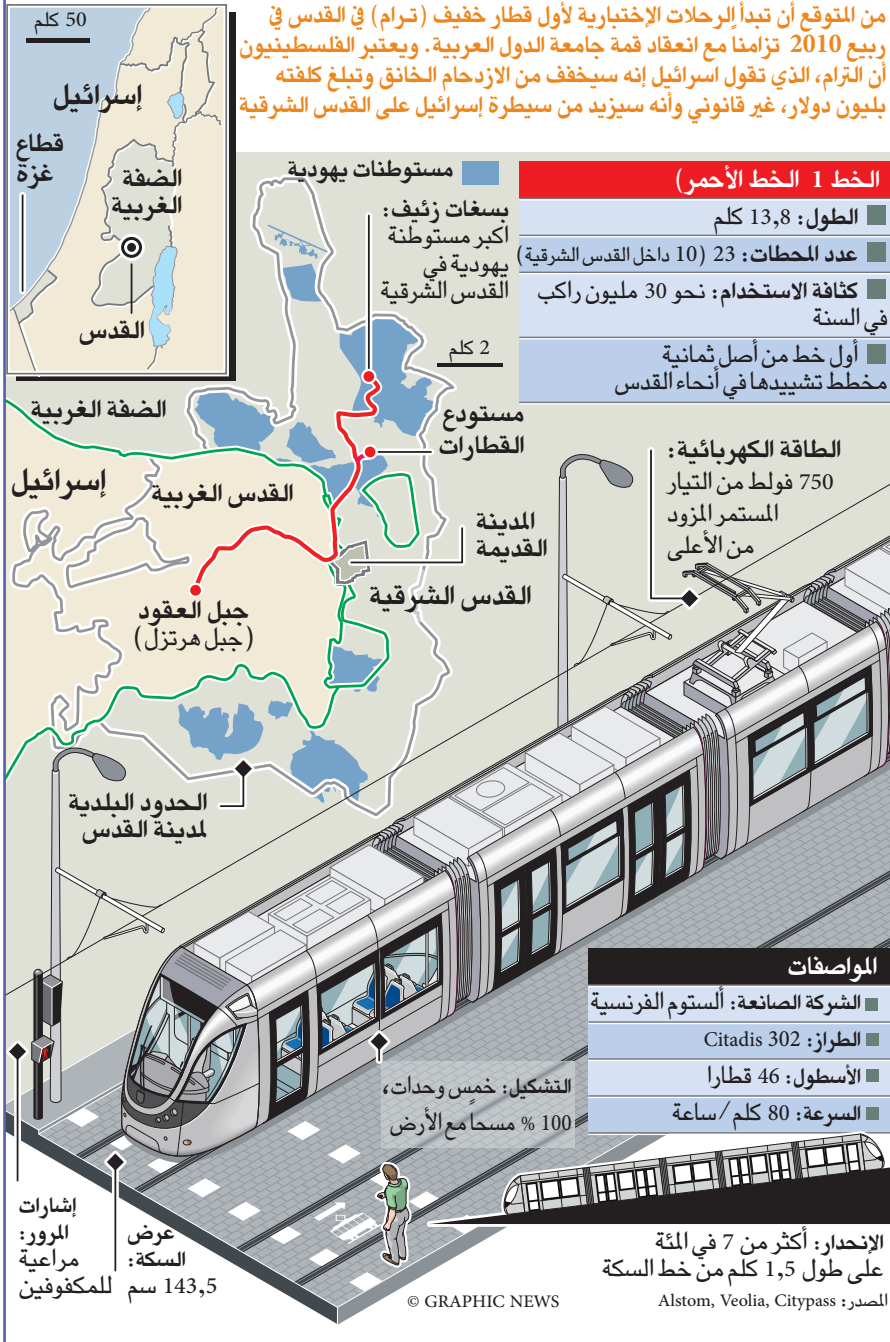 من المتوقع أن تبدأ الرحلات الإختبارية لأول قطار خفيف (ترام) في القدس في
ربيع 2010 تزامنا مع انعقاد قمة جامعة الدول العربية. ويعتبر الفلسطينيون
أن الترام، الذي تقول اسرائيل إنه سيخفف من الازدحام الخانق وتبلغ كلفته
بليون دولار، غير قانوني وأنه سيزيد من سيطرة إسرائيل على القدس الشرقية
50 كلم
إسرائيل
قطاع
غزة
الضفة
الغربية
القدس
مستوطنات يهودية
بسغات زئيف:
اكبر مستوطنة
يهودية في
القدس الشرقية
2 كلم
الخط 1 الخط الأحمر)
الطول: 13,8 كلم
عدد المحطات: 23 (10 داخل القدس الشرقية)
كثافة الاستخدام: نحو 30 مليون راكب
في السنة
أول خط من أصل ثمانية
مخطط تشييدها في أنحاء القدس
الضفة الغربية
مستودع
القطارات
إسرائيل
القدس الغربية
المدينة
القديمة
القدس الشرقية
جبل العقود
(جبل هرتزل)
الحدود البلدية
لمدينة القدس
الطاقة الكهربائية:
750 فولط من التيار
المستمر المزود
من الأعلى
المواصفات
الشركة الصانعة: ألستوم الفرنسية
الطراز: Citadis 302
الأسطول: 46 قطارا
السرعة: 80 كلم/ساعة
التشكيل: خمس وحدات،
100 % مسحاً مع الأرض
إشارات
المرور:
مراعية
للمكفوفين
عرض
السكة:
143,5 سم
الإنحدار: أكثر من 7 في المئة
على طول 1,5 كلم من خط السكة
المصدر: Alstom, Veolia, Citypass
© GRAPHIC NEWS